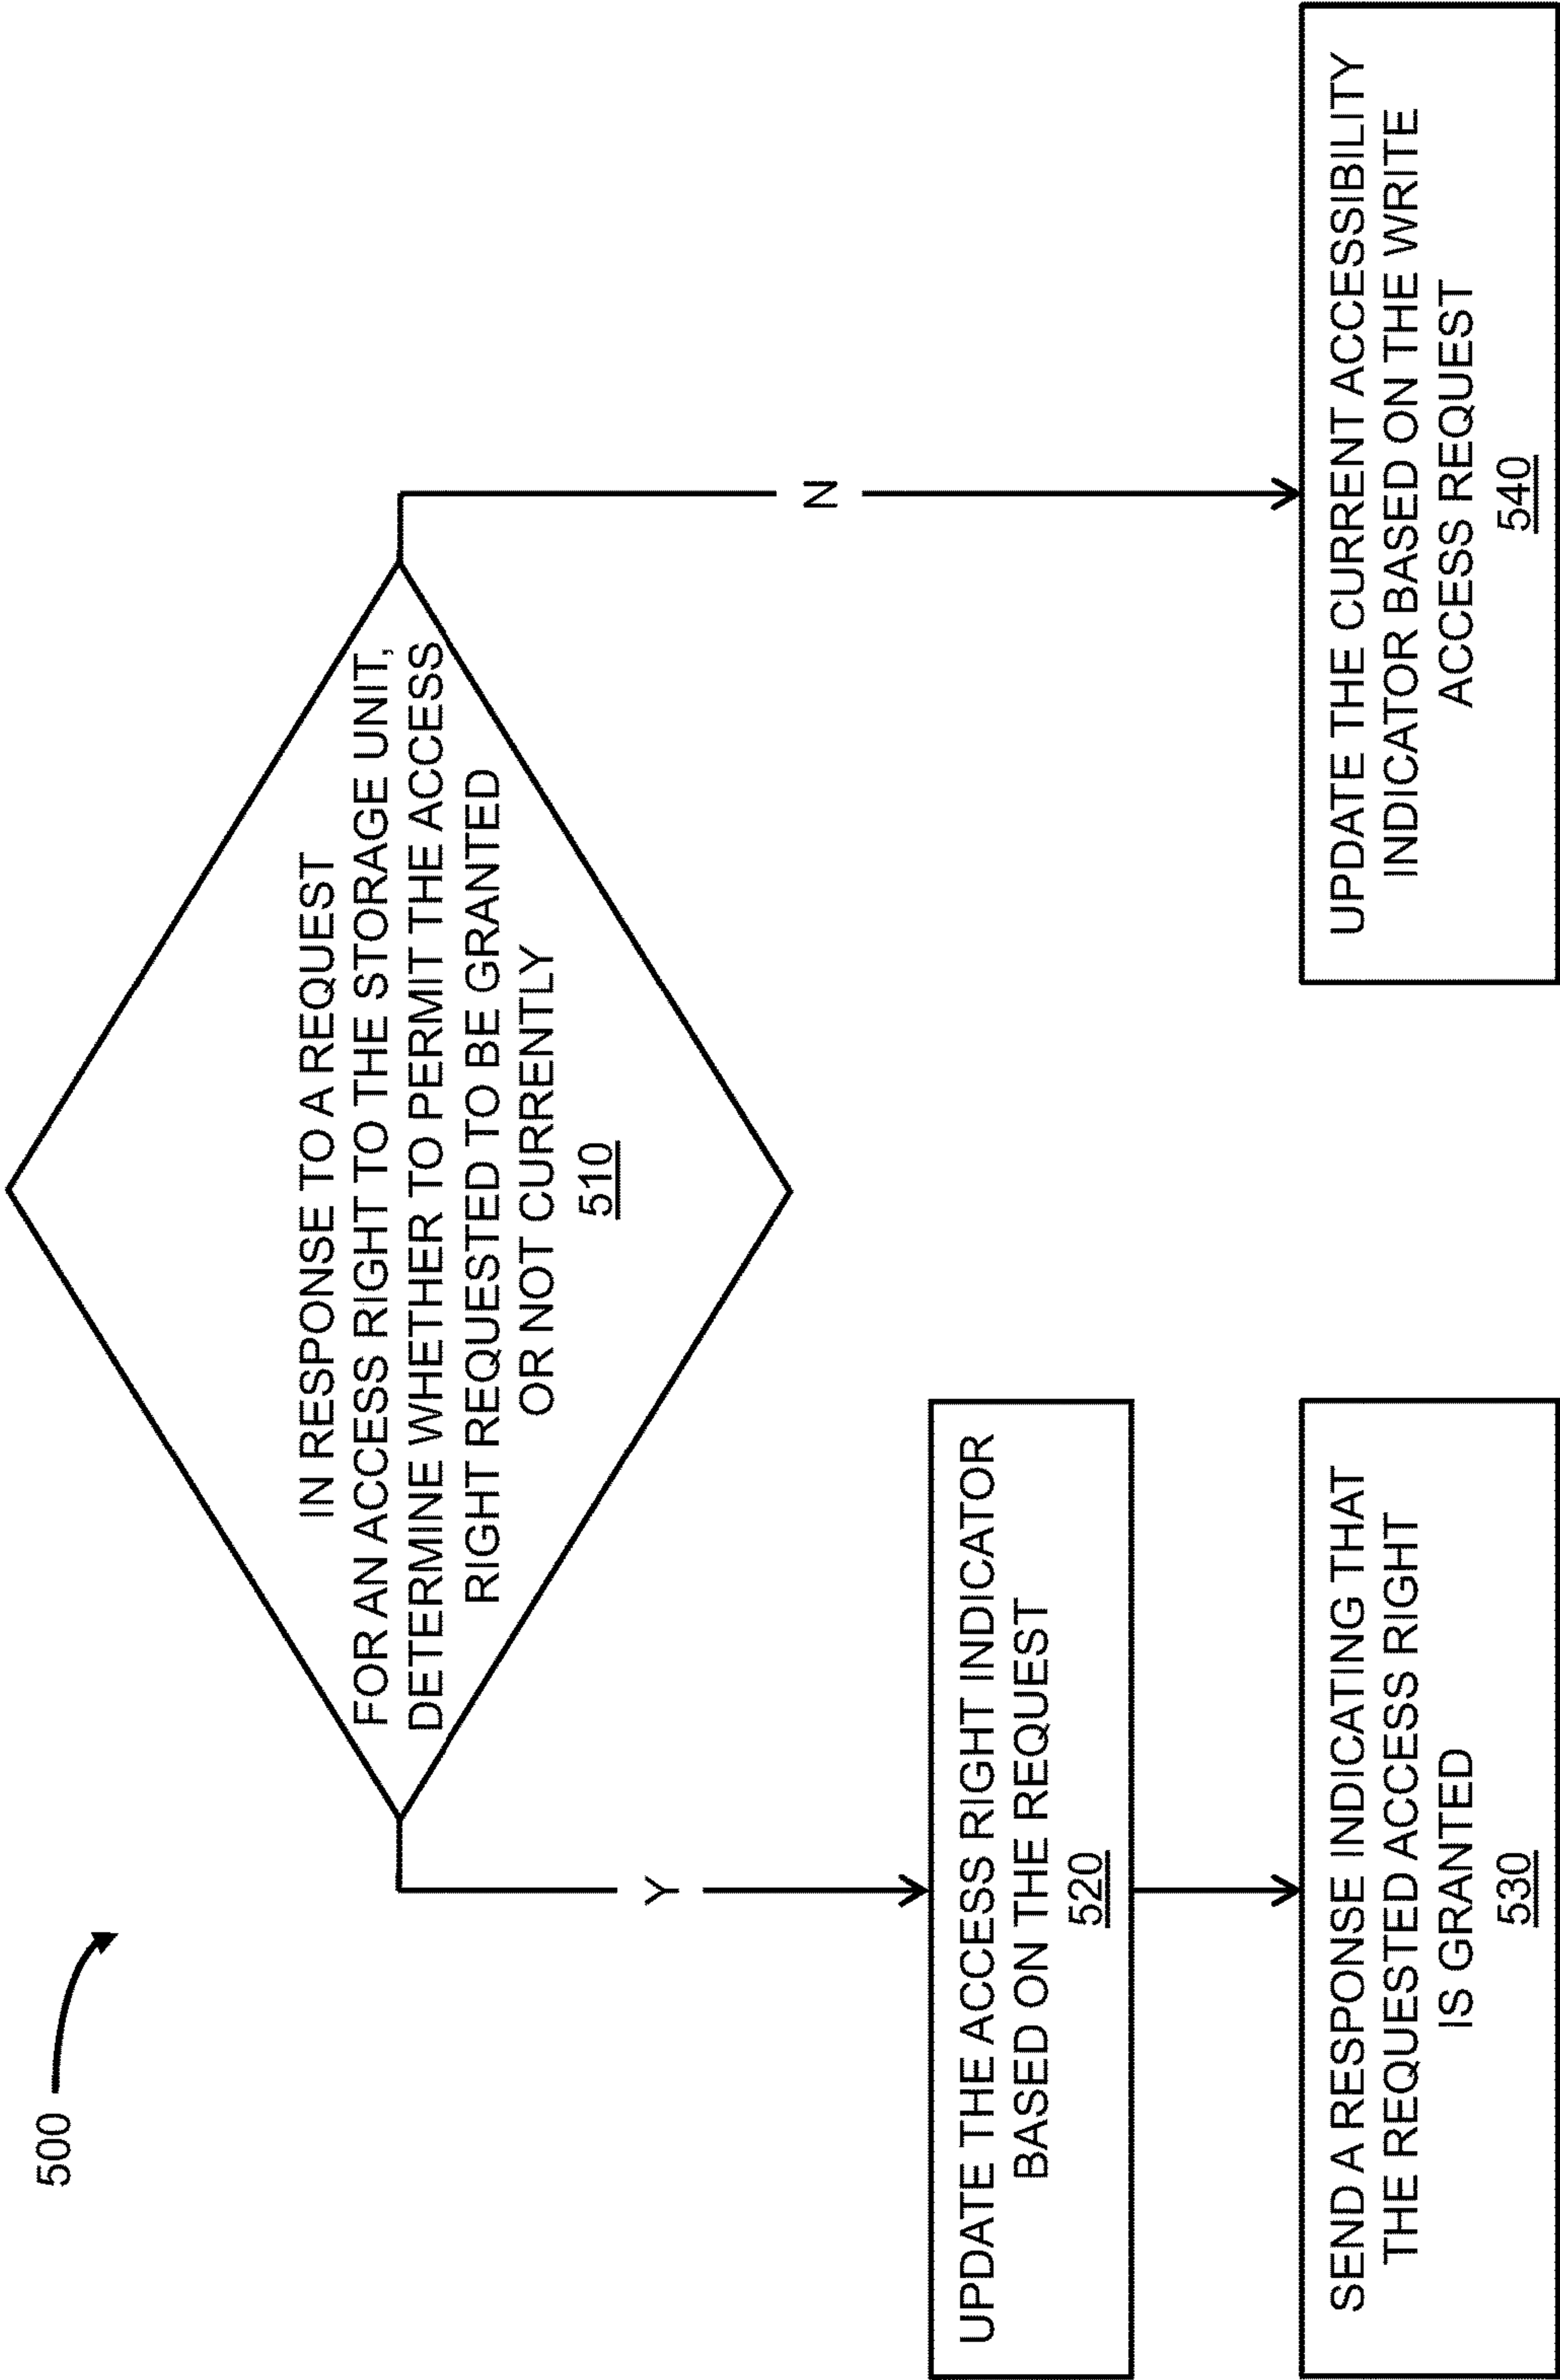 500
IN RESPONSE TO A REQUEST
FOR AN ACCESS RIGHT TO THE STORAGE UNIT,
DETERMINE WHETHER TO PERMIT THE ACCESS
RIGHT REQUESTED TO BE GRANTED
OR NOT CURRENTLY
510
Y
N
UPDATE THE ACCESS RIGHT INDICATOR
BASED ON THE REQUEST
520
SEND A RESPONSE INDICATING THAT
THE REQUESTED ACCESS RIGHT
IS GRANTED
530
UPDATE THE CURRENT ACCESSIBILITY
INDICATOR BASED ON THE WRITE
ACCESS REQUEST
540